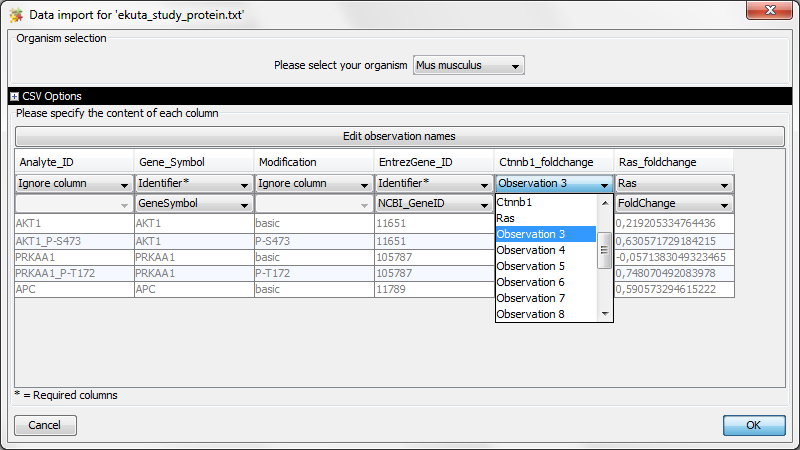 Data import for 'ekuta_study_protein.txt'
Organism selection
Please select your organism Mus musculus
CSV Options
Please specify the content of each column
Edit observation names
Analyte_ID Gene_Symbol Modification EntrezGene_ID Ctnnb1_foldchange Ras_foldchange
Ignore column Identifier* Ignore column Identifier* Observation 3 Ras
GeneSymbol NCBI_GeneID Ctnnb1 FoldChange
AKT1 AKT1 basic 11651 Ras 0,219205334764436
AKT1_P-S473 AKT1 P-S473 11651 Observation 3 0,630571729184215
PRKAA1 PRKAA1 basic 105787 Observation 4 -0,0571383049323465
PRKAA1_P-T172 PRKAA1 P-T172 105787 Observation 5 0,748070492083978
APC APC basic 11789 Observation 6 0,590573294615222
Observation 7
Observation 8
* = Required columns
Cancel OK